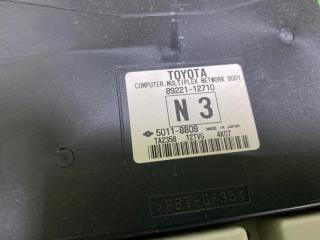 TOYOTA
COMPUTER.MULTIPLEX NETWORK BODY
89221-12710
N 3
5011-8809 MADE IN JAPAN
TA2358 12TVG 4K07
>PBT-GF35<